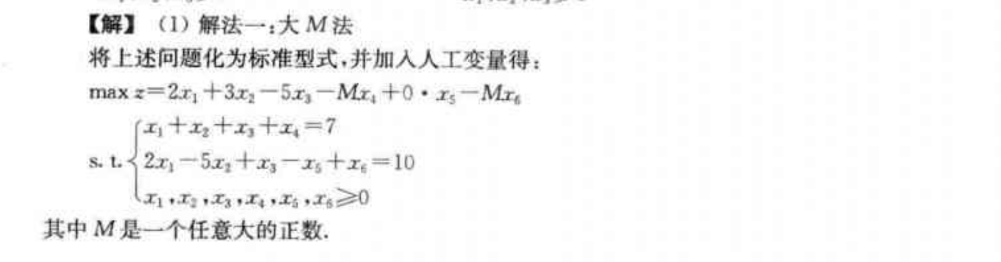 【解】 (1) 解法一:大 M 法
将上述问题化为标准型式,并加入人工变量得:
max z=2x₁+3x₂-5x₃-Mx₄+0·x₅-Mx₆
x₁+x₂+x₃+x₄=7
s. t. { 2x₁-5x₂+x₃-x₅+x₆=10
x₁,x₂,x₃,x₄,x₅,x₆≥0
其中 M 是一个任意大的正数.